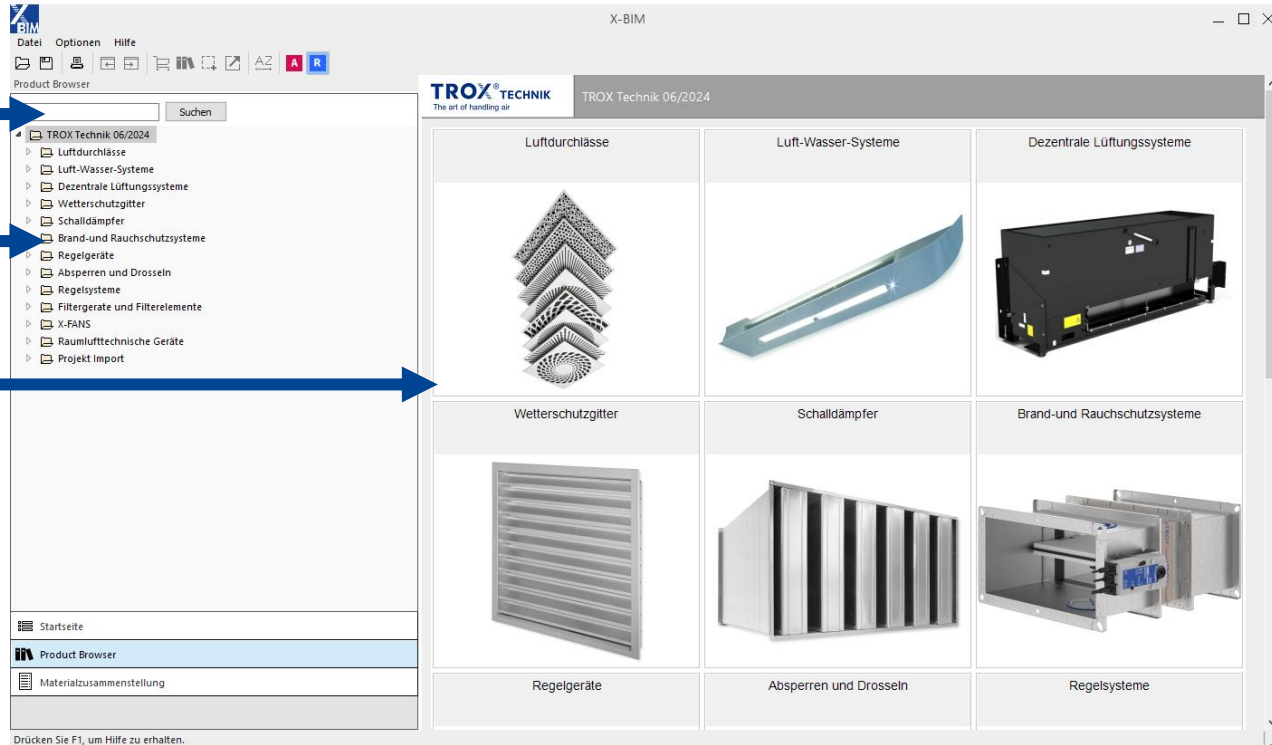 X-BIM
X BIM
Datei Optionen Hilfe
AZ A R
Product Browser
Suchen
TROX Technik 06/2024
Luftdurchlässe
Luft-Wasser-Systeme
Dezentrale Lüftungssysteme
Wetterschutzgitter
Schalldämpfer
Brand-und Rauchschutzsysteme
Regelgeräte
Absperren und Drosseln
Regelsysteme
Filtergerate und Filterelemente
X-FANS
Raumlufttechnische Geräte
Projekt Import
Startseite
Product Browser
Materialzusammenstellung
Drücken Sie F1, um Hilfe zu erhalten.
TROX® TECHNIK
The art of handling air
TROX Technik 06/2024
Luftdurchlässe
Luft-Wasser-Systeme
Dezentrale Lüftungssysteme
Wetterschutzgitter
Schalldämpfer
Brand-und Rauchschutzsysteme
Regelgeräte
Absperren und Drosseln
Regelsysteme